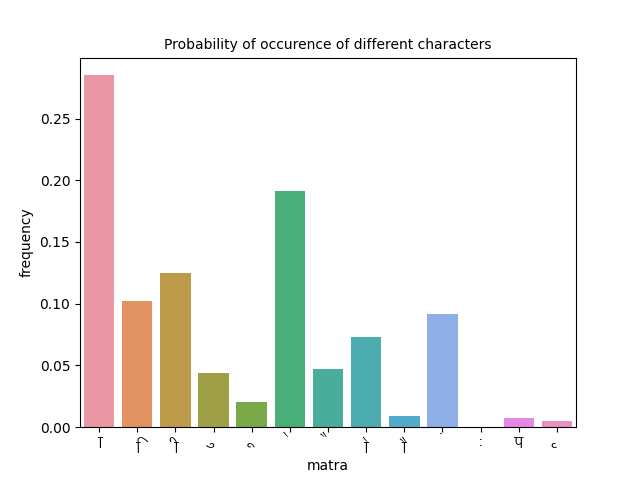 Probability of occurence of different characters
frequency
0.25
0.20
0.15
0.10
0.05
0.00
ा ि ी ु ू े ै ो ौ ं ः पृ ृ
matra